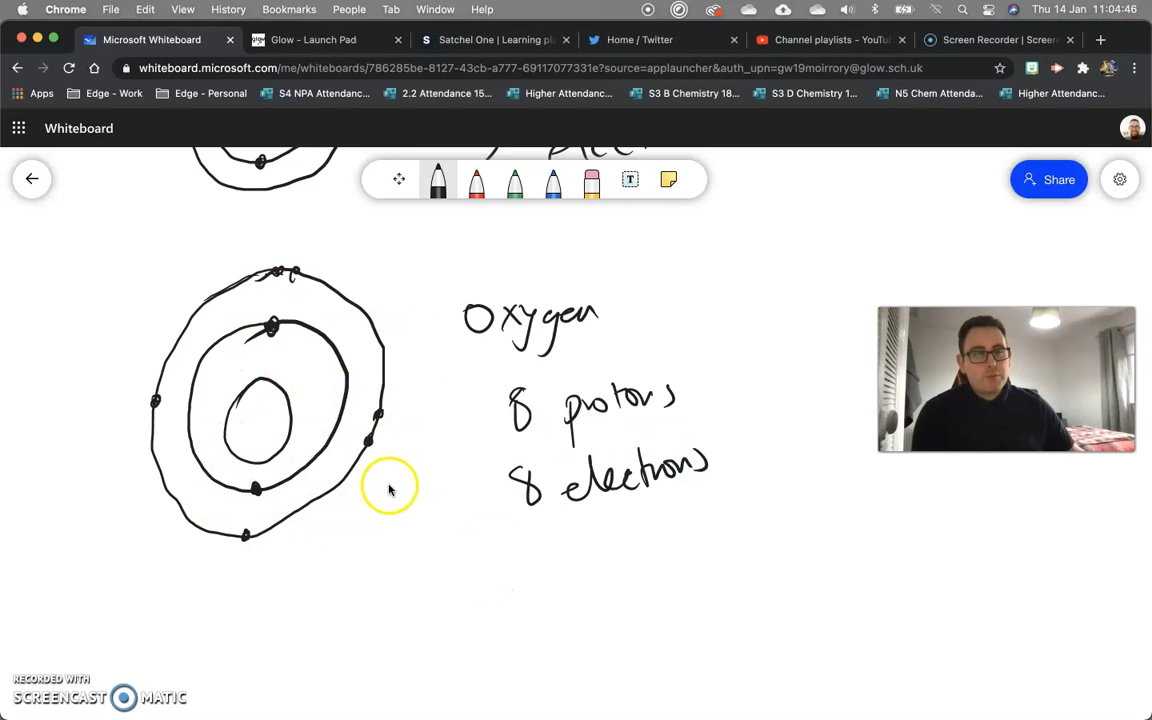 Chrome File Edit View History Bookmarks People Tab Window Help Thu 14 Jan 11:04:46
Microsoft Whiteboard Glow - Launch Pad Satchel One | Learning pl Home / Twitter Channel playlists - YouTu Screen Recorder | Screen
whiteboard.microsoft.com/me/whiteboards/786285be-8127-43cb-a777-69117077331e?source=applauncher&auth_upn=gw19moirrory@glow.sch.uk
Apps Edge - Work Edge - Personal S4 NPA Attendanc... 2.2 Attendance 15... Higher Attendanc... S3 B Chemistry 18... S3 D Chemistry 1... N5 Chem Attenda... Higher Attendanc...
Whiteboard
T
Share
Oxygen
8 protons
8 electrons
RECORDED WITH
SCREENCAST MATIC